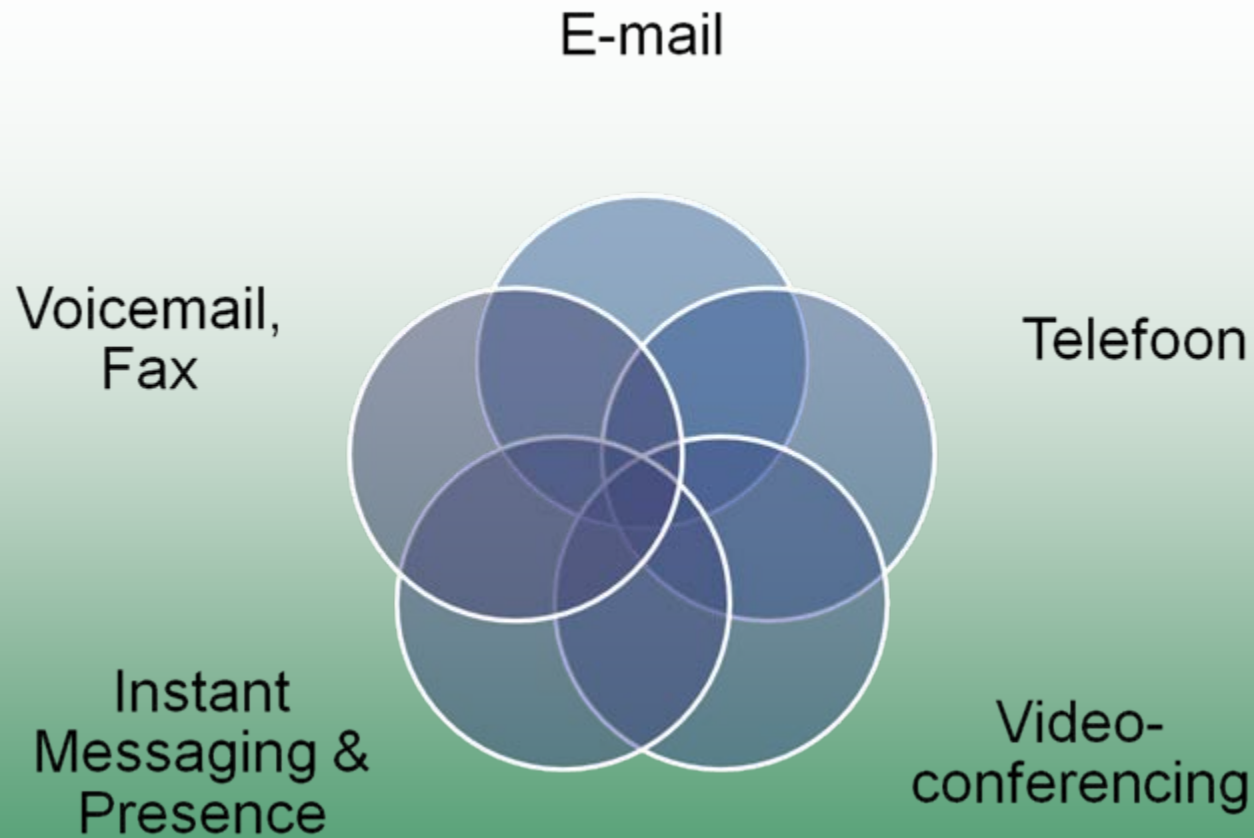 E-mail
Voicemail,
Fax
Telefoon
Instant
Messaging &
Presence
Video-
conferencing